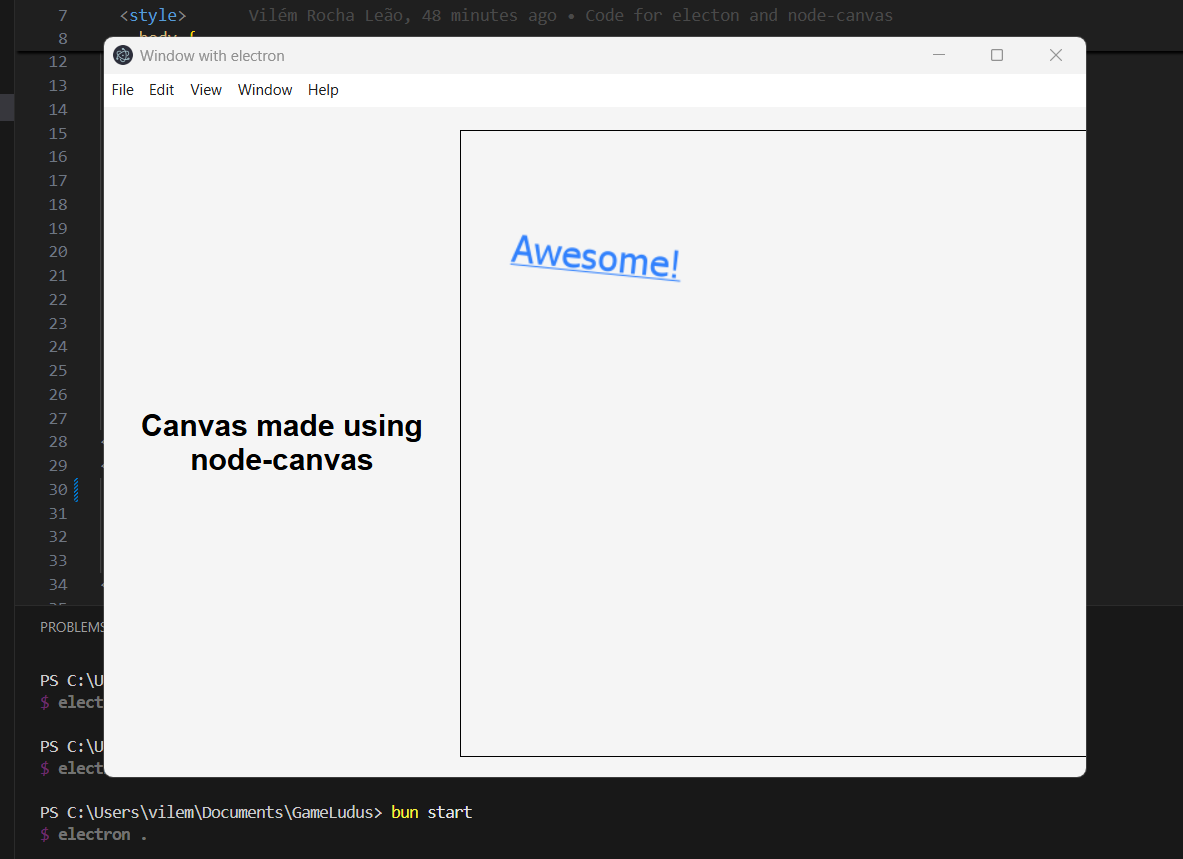 7 <style> Vilém Rocha Leão, 48 minutes ago • Code for electon and node-canvas
8 body {
Window with electron
File Edit View Window Help
12
13
14
15
16
17
18
19
20
21
22
23
24
25
26
27
28
29
30
31
32
33
34
35
Awesome!
Canvas made using
node-canvas
PROBLEMS
PS C:\U
$ elect
PS C:\U
$ elect
PS C:\Users\vilem\Documents\GameLudus> bun start
$ electron .